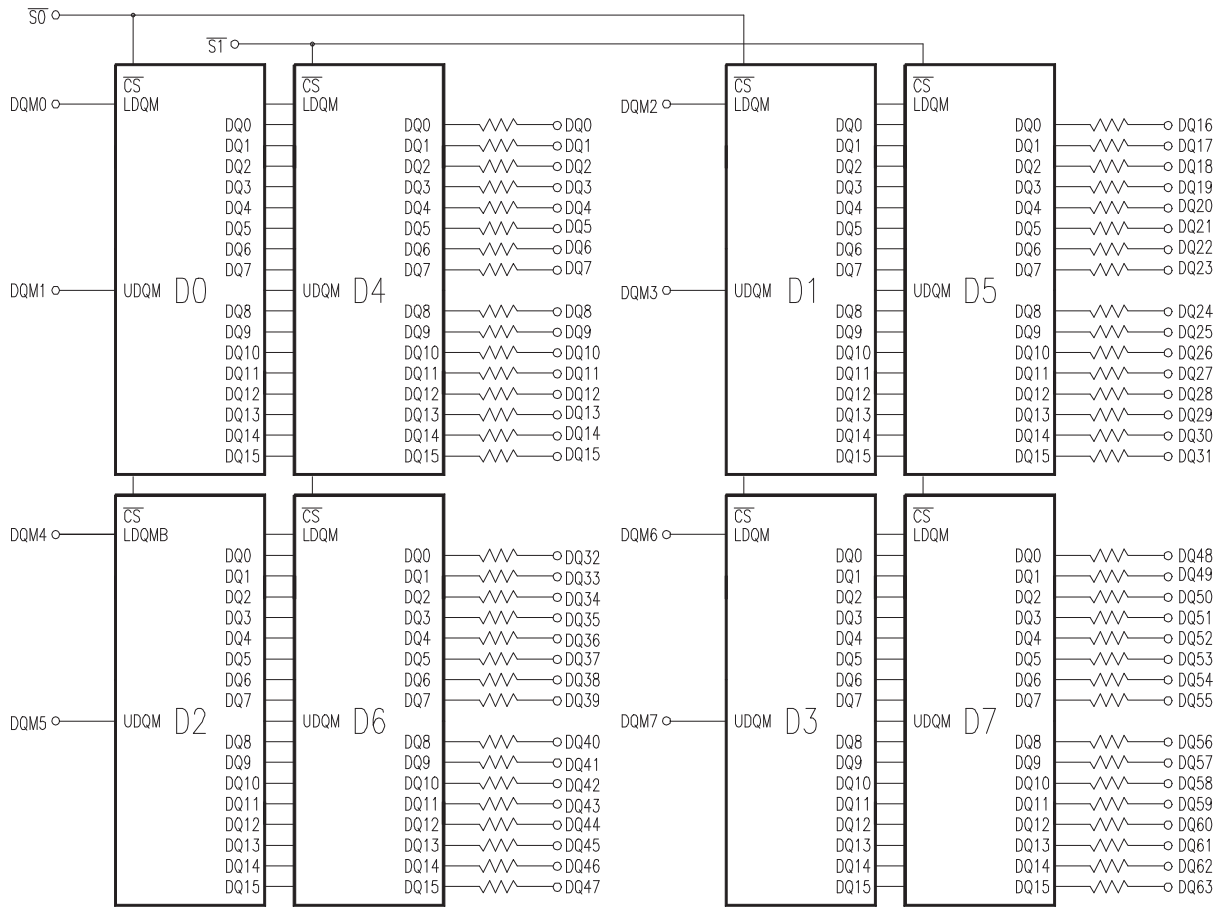 S0
S1
CS CS CS CS
DQM0 LDQM LDQM DQM2 LDQM LDQM
DQ0 DQ0 DQ0 DQ0 DQ0 DQ16
DQ1 DQ1 DQ1 DQ1 DQ1 DQ17
DQ2 DQ2 DQ2 DQ2 DQ2 DQ18
DQ3 DQ3 DQ3 DQ3 DQ3 DQ19
DQ4 DQ4 DQ4 DQ4 DQ4 DQ20
DQ5 DQ5 DQ5 DQ5 DQ5 DQ21
DQ6 DQ6 DQ6 DQ6 DQ6 DQ22
DQ7 DQ7 DQ7 DQ7 DQ7 DQ23
DQM1 UDQM D0 UDQM D4 DQM3 UDQM D1 UDQM D5
DQ8 DQ8 DQ8 DQ8 DQ8 DQ24
DQ9 DQ9 DQ9 DQ9 DQ9 DQ25
DQ10 DQ10 DQ10 DQ10 DQ10 DQ26
DQ11 DQ11 DQ11 DQ11 DQ11 DQ27
DQ12 DQ12 DQ12 DQ12 DQ12 DQ28
DQ13 DQ13 DQ13 DQ13 DQ13 DQ29
DQ14 DQ14 DQ14 DQ14 DQ14 DQ30
DQ15 DQ15 DQ15 DQ15 DQ15 DQ31
CS CS CS CS
DQM4 LDQMB LDQM DQM6 LDQM LDQM
DQ0 DQ0 DQ32 DQ0 DQ0 DQ48
DQ1 DQ1 DQ33 DQ1 DQ1 DQ49
DQ2 DQ2 DQ34 DQ2 DQ2 DQ50
DQ3 DQ3 DQ35 DQ3 DQ3 DQ51
DQ4 DQ4 DQ36 DQ4 DQ4 DQ52
DQ5 DQ5 DQ37 DQ5 DQ5 DQ53
DQ6 DQ6 DQ38 DQ6 DQ6 DQ54
DQ7 DQ7 DQ39 DQ7 DQ7 DQ55
DQM5 UDQM D2 UDQM D6 DQM7 UDQM D3 UDQM D7
DQ8 DQ8 DQ40 DQ8 DQ8 DQ56
DQ9 DQ9 DQ41 DQ9 DQ9 DQ57
DQ10 DQ10 DQ42 DQ10 DQ10 DQ58
DQ11 DQ11 DQ43 DQ11 DQ11 DQ59
DQ12 DQ12 DQ44 DQ12 DQ12 DQ60
DQ13 DQ13 DQ45 DQ13 DQ13 DQ61
DQ14 DQ14 DQ46 DQ14 DQ14 DQ62
DQ15 DQ15 DQ47 DQ15 DQ15 DQ63